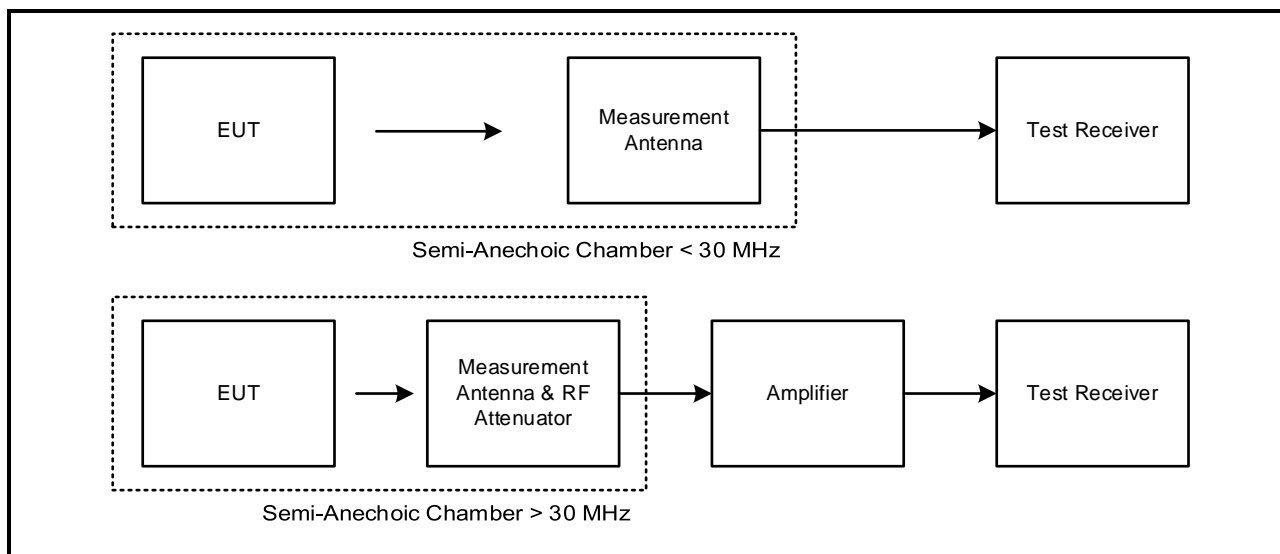 EUT
Measurement
Antenna
Test Receiver
Semi-Anechoic Chamber < 30 MHz
EUT
Measurement
Antenna & RF
Attenuator
Amplifier
Test Receiver
Semi-Anechoic Chamber > 30 MHz